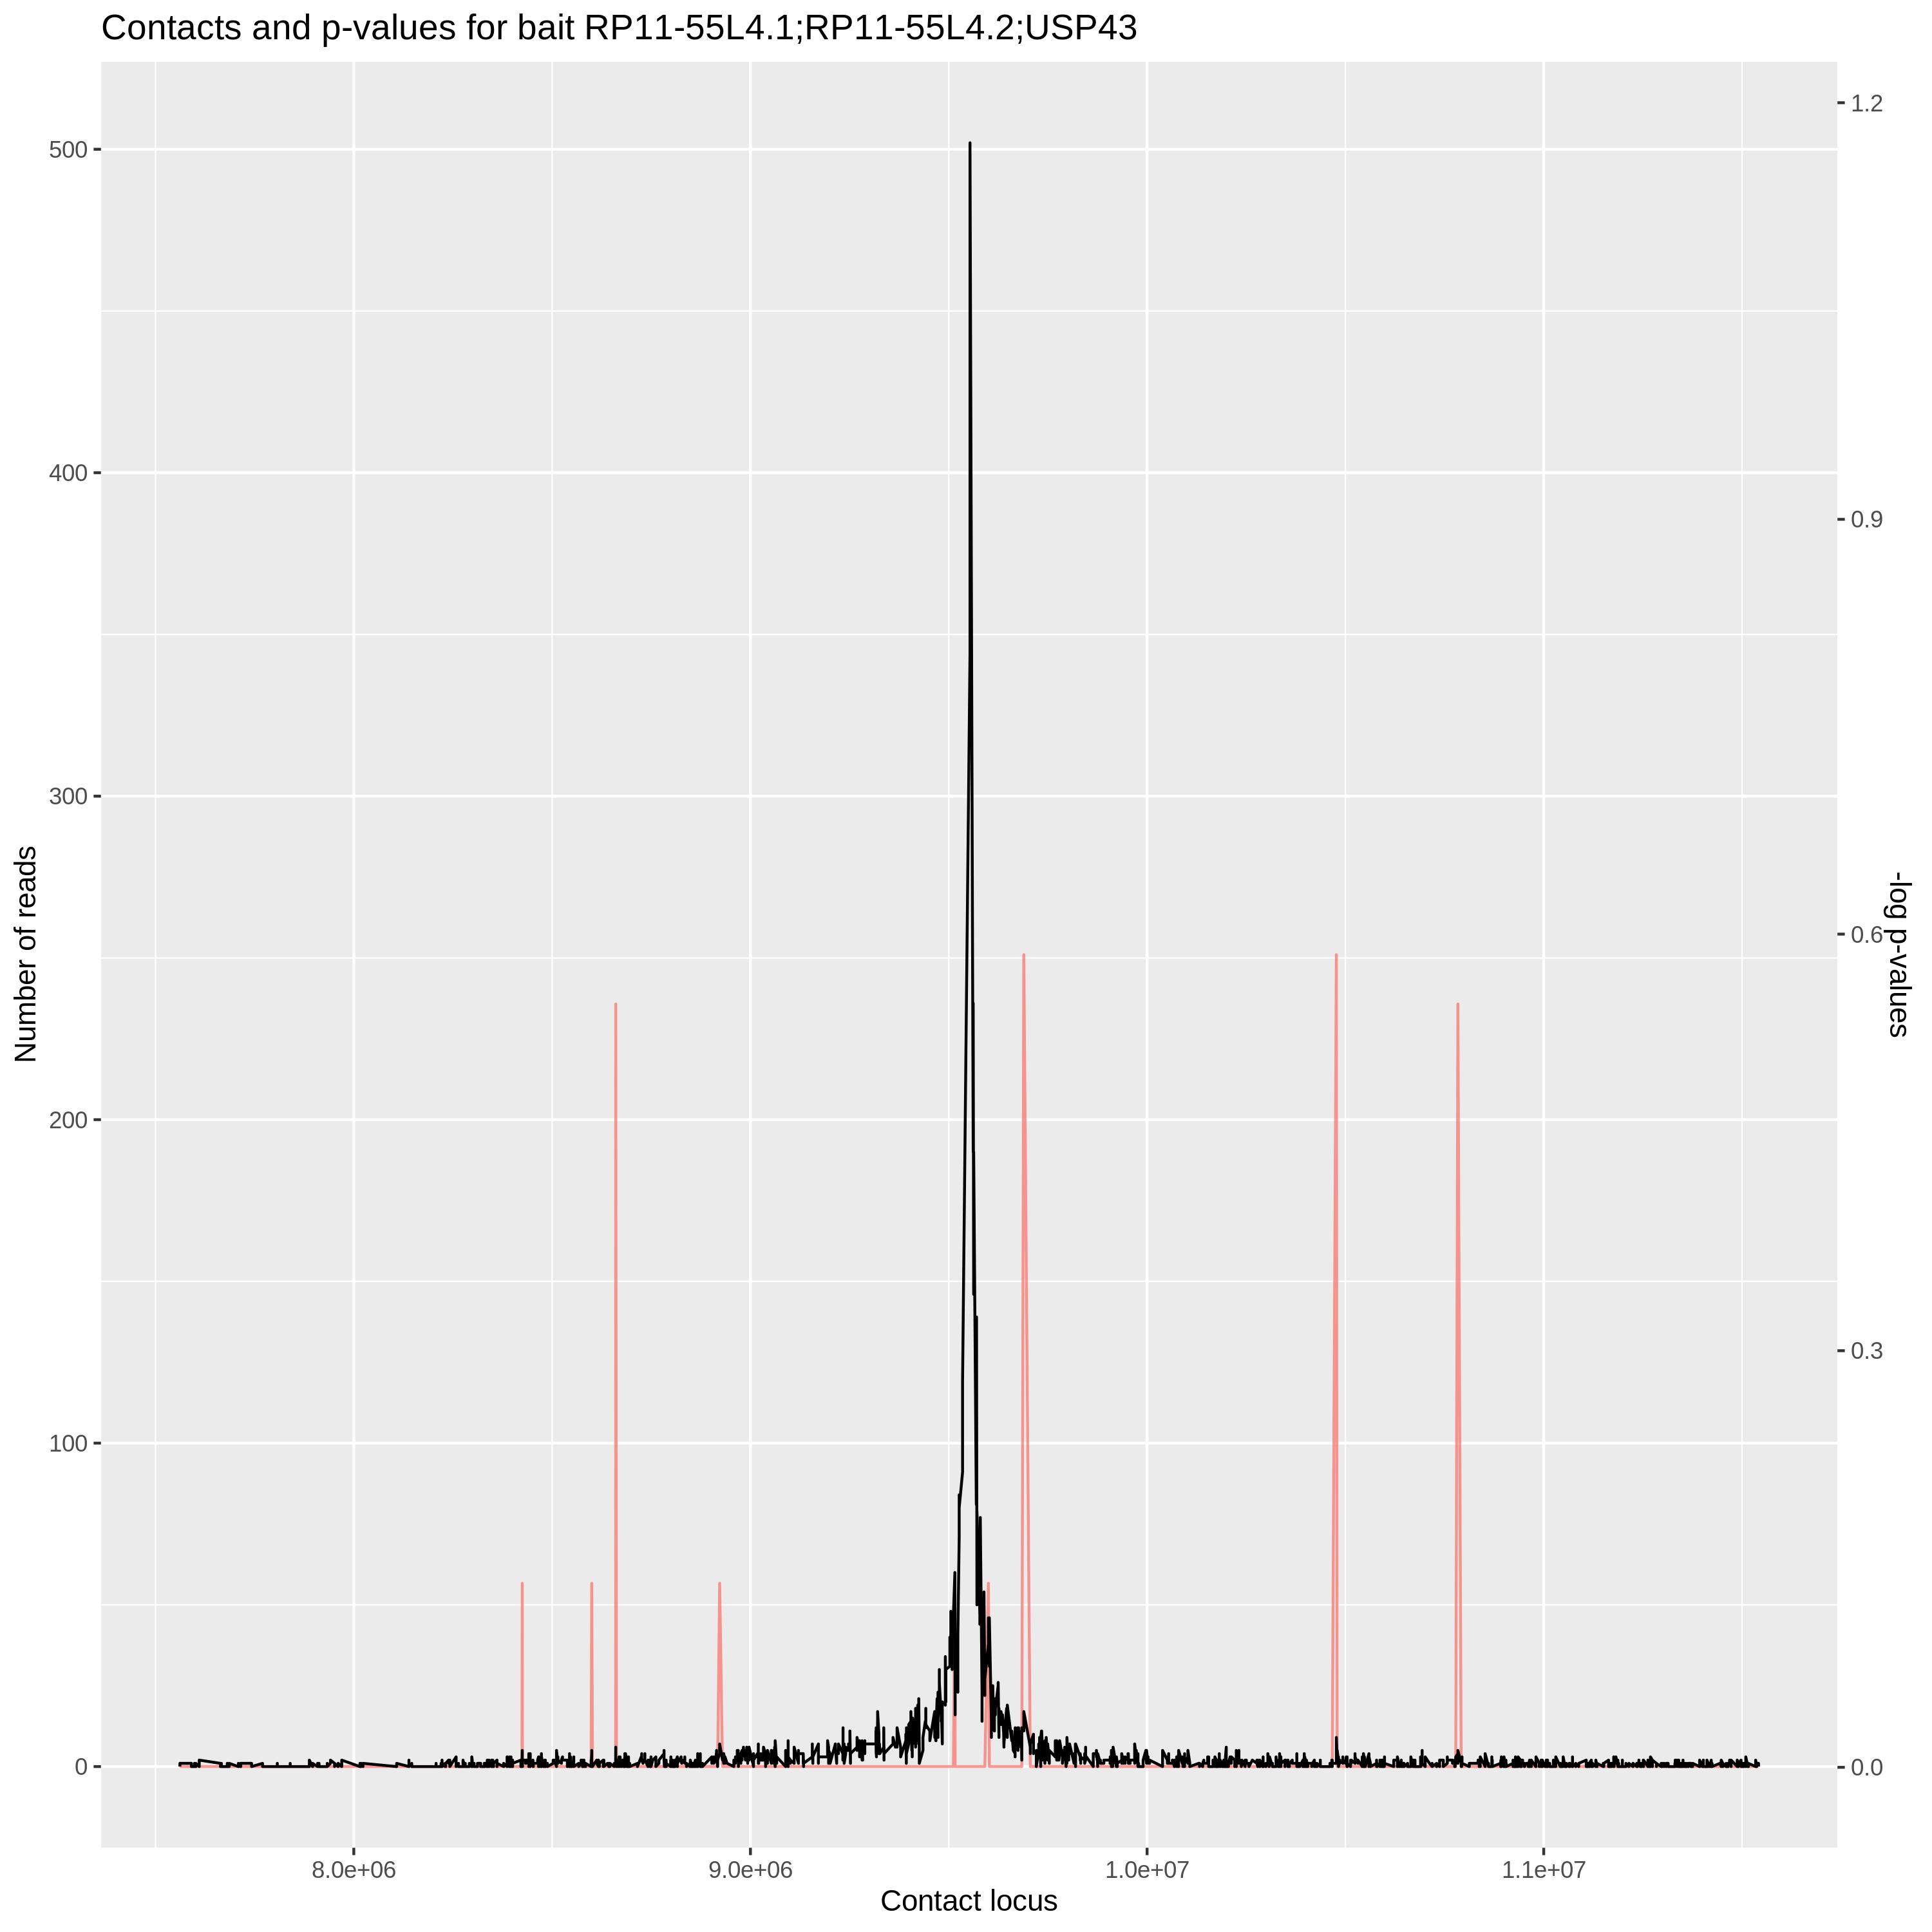 Contacts and p-values for bait RP11-55L4.1;RP11-55L4.2;USP43
Number of reads
500
400
300
200
100
0
1.2
0.9
0.6
0.3
0.0
-log p-values
8.0e+06 9.0e+06 1.0e+07 1.1e+07
Contact locus